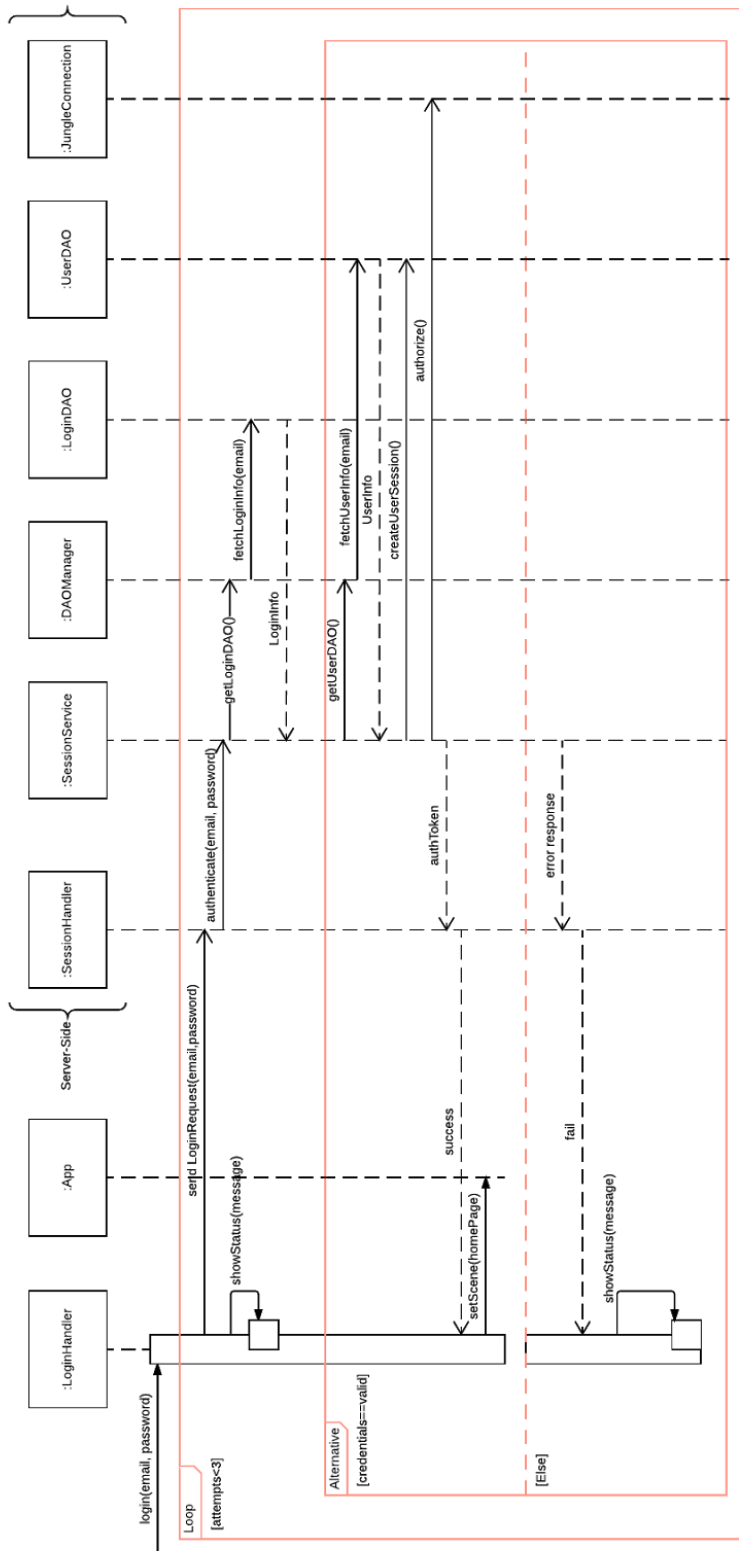 :LoginHandler
:App
Server-Side
:SessionHandler
:SessionService
:DAOManager
:LoginDAO
:UserDAO
:JungleConnection
login(email, password)
Loop
[attempts<3]
send LoginRequest(email,password)
authenticate(email, password)
showStatus(message)
getLoginDAO()
fetchLoginInfo(email)
LoginInfo
Alternative
[credentials==valid]
getUserDAO()
fetchUserInfo(email)
UserInfo
createUserSession()
authorize()
authToken
success
setScene(homePage)
[Else]
error response
fail
showStatus(message)